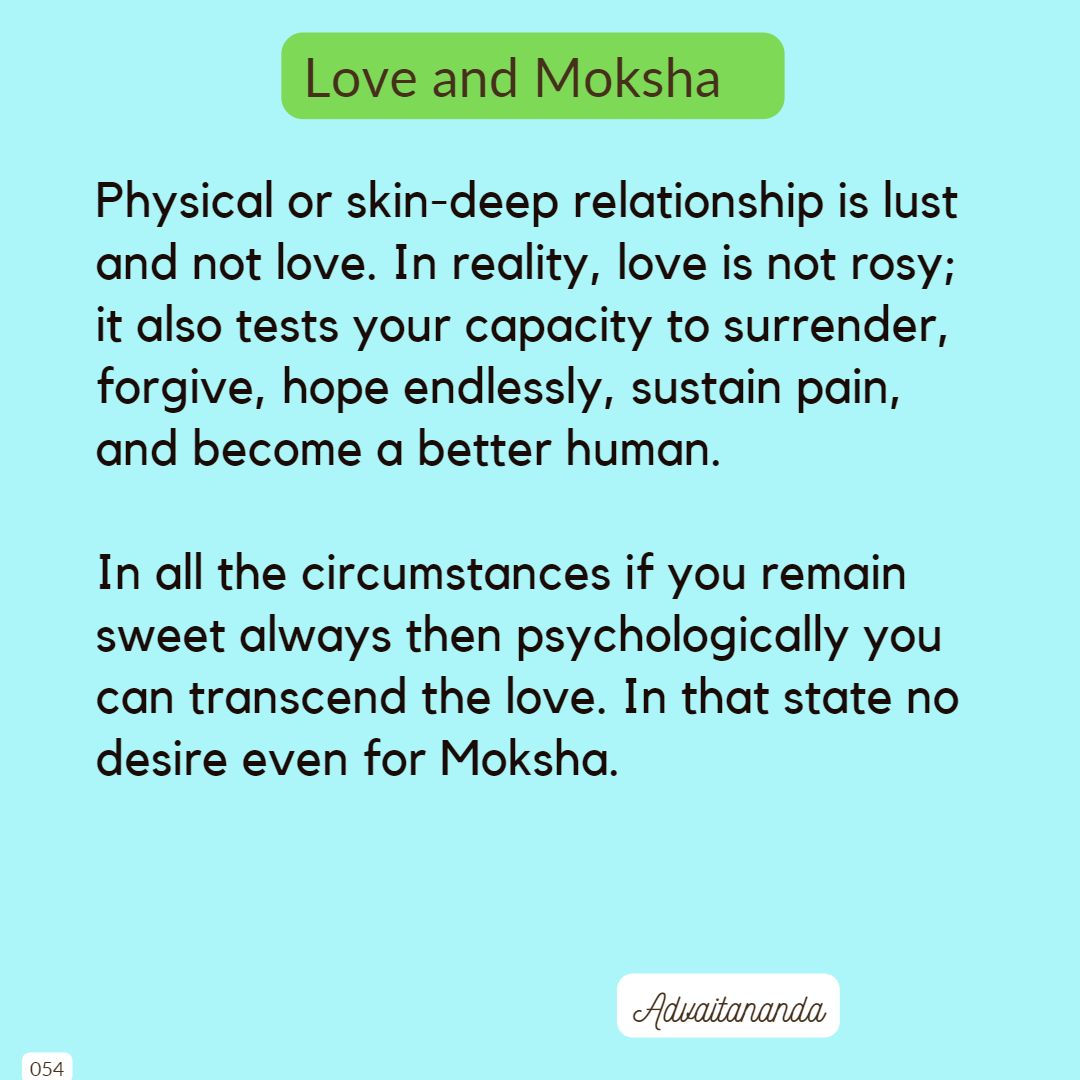 Love and Moksha
Physical or skin-deep relationship is lust
and not love. In reality, love is not rosy;
it also tests your capacity to surrender,
forgive, hope endlessly, sustain pain,
and become a better human.
In all the circumstances if you remain
sweet always then psychologically you
can transcend the love. In that state no
desire even for Moksha.
Advaitananda
054